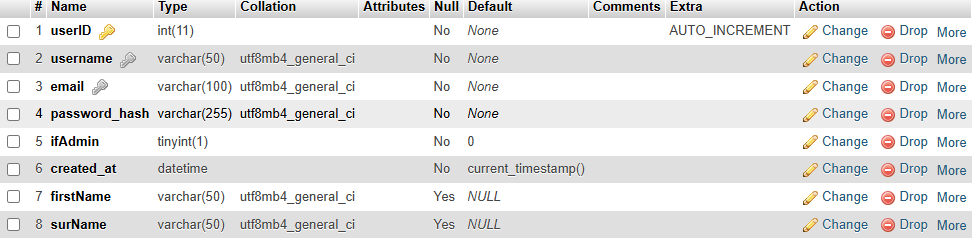 # Name Type Collation Attributes Null Default Comments Extra Action
1 userID int(11) No None AUTO_INCREMENT Change Drop More
2 username varchar(50) utf8mb4_general_ci No None Change Drop More
3 email varchar(100) utf8mb4_general_ci No None Change Drop More
4 password_hash varchar(255) utf8mb4_general_ci No None Change Drop More
5 ifAdmin tinyint(1) No 0 Change Drop More
6 created_at datetime No current_timestamp() Change Drop More
7 firstName varchar(50) utf8mb4_general_ci Yes NULL Change Drop More
8 surName varchar(50) utf8mb4_general_ci Yes NULL Change Drop More